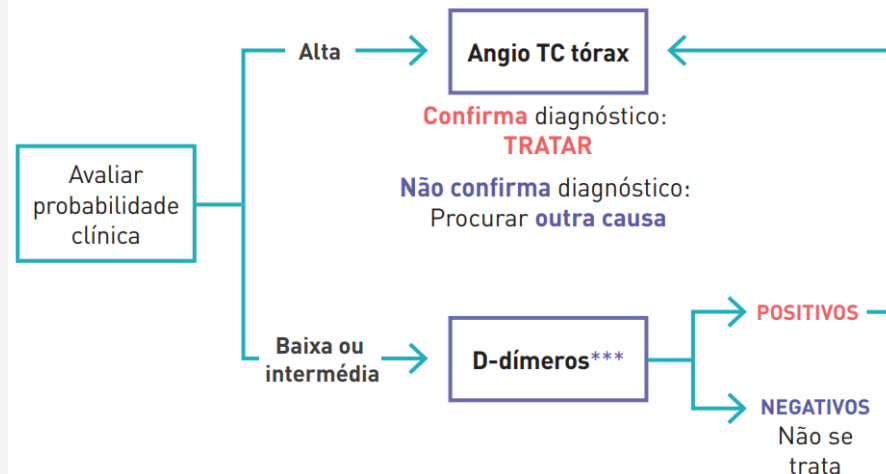 Alta
Angio TC tórax
Confirma diagnóstico:
TRATAR
Não confirma diagnóstico:
Procurar outra causa
Avaliar
probabilidade
clínica
Baixa ou
intermédia
D-dímeros***
POSITIVOS
NEGATIVOS
Não se
trata